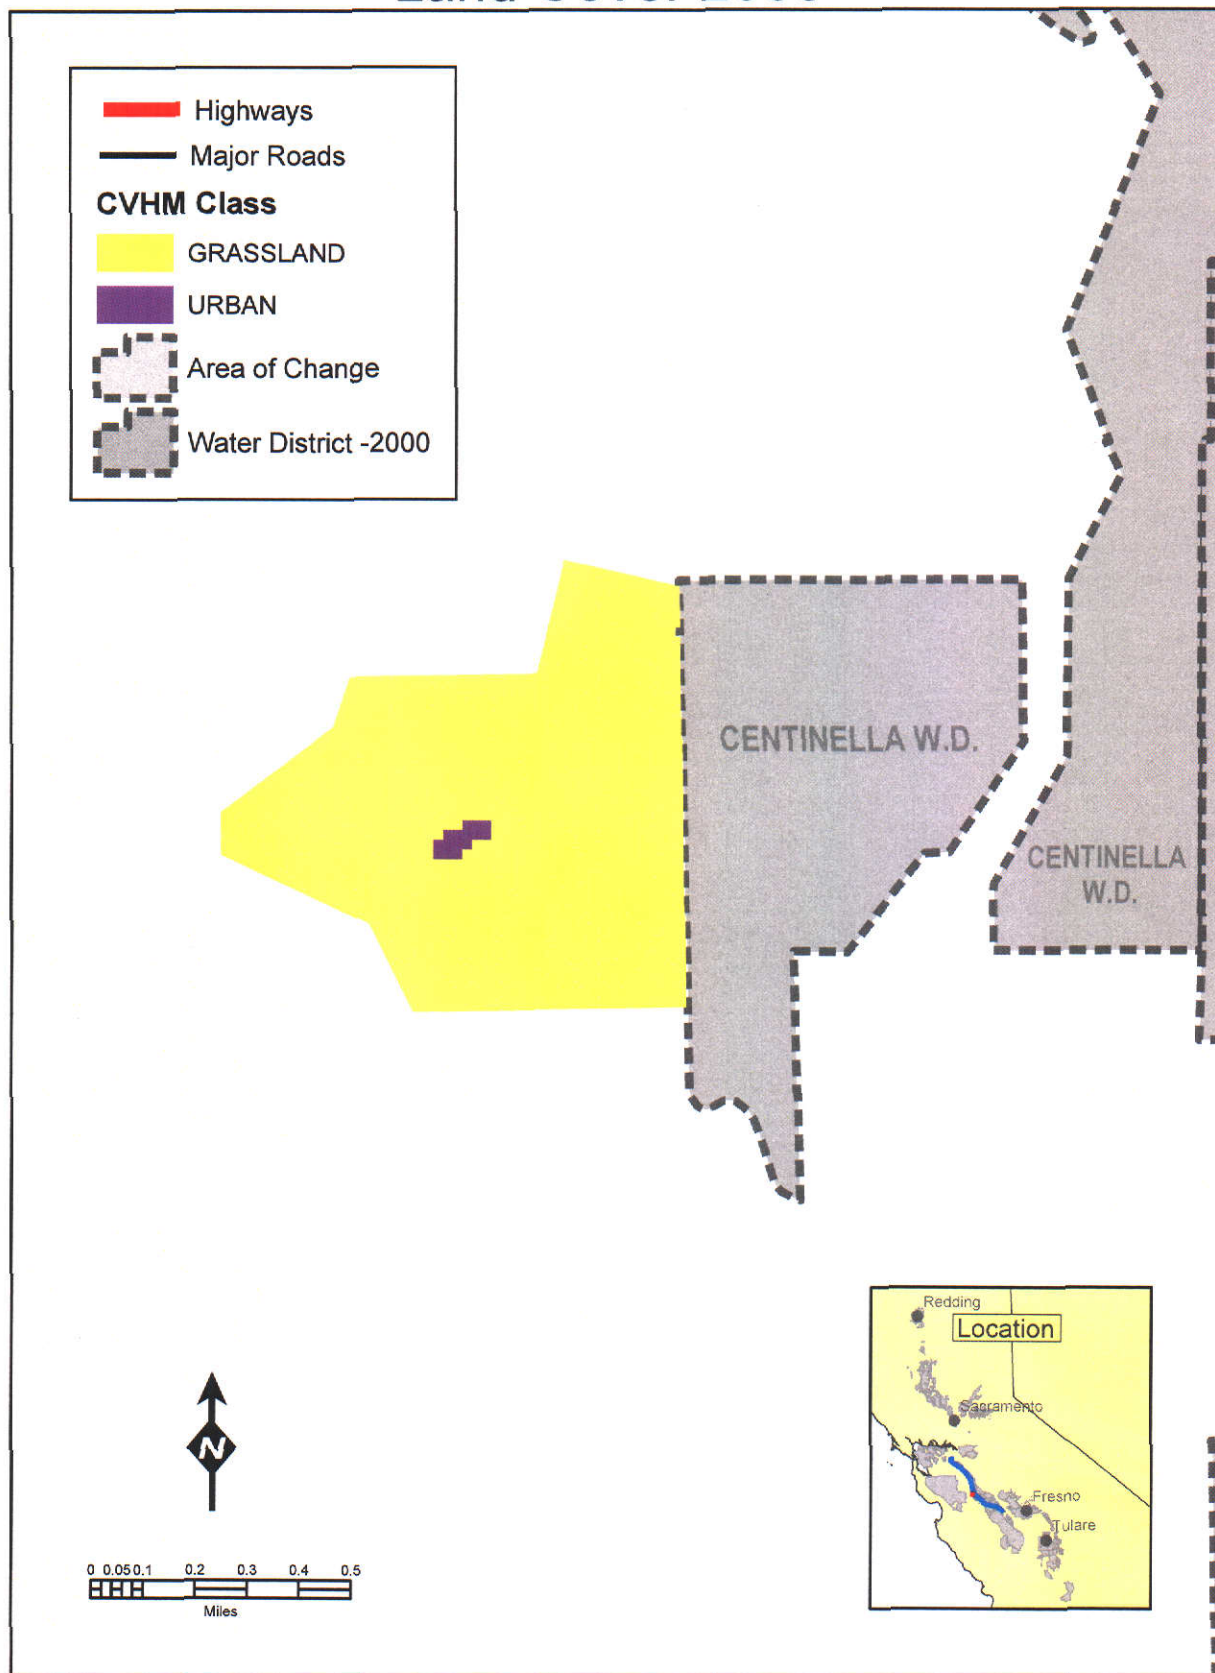 Highways
Major Roads
CVHM Class
GRASSLAND
URBAN
Area of Change
Water District -2000
CENTINELLA W.D.
CENTINELLA
W.D.
Redding
Location
Sacramento
Fresno
Tulare
N
0 0.05 0.1 0.2 0.3 0.4 0.5
Miles